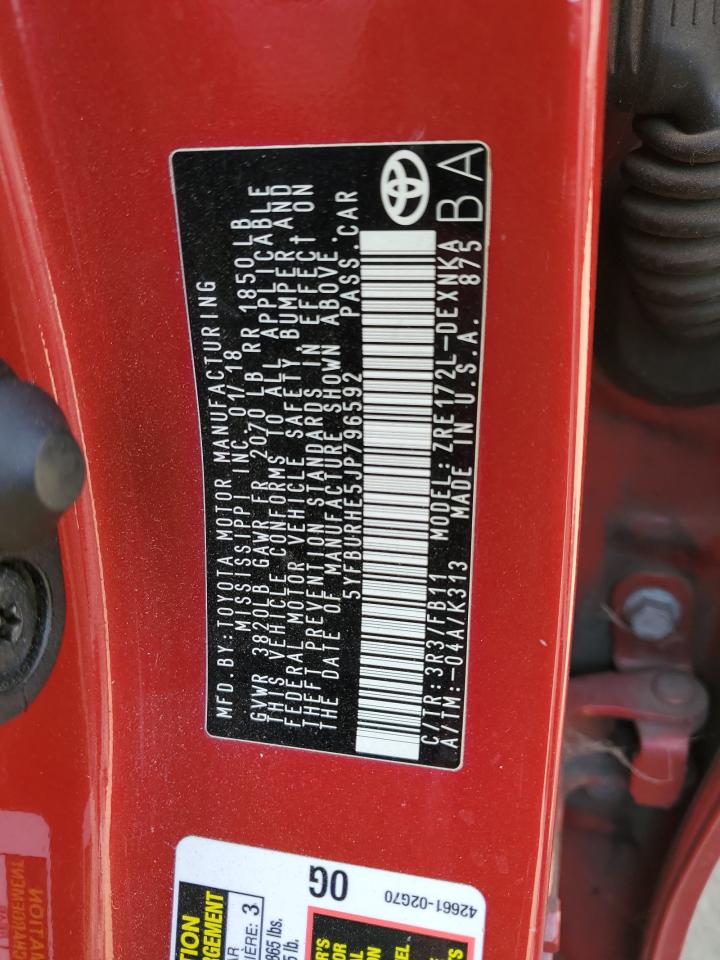 MFD.BY:TOYOTA MOTOR MANUFACTURING
MISSISSIPPI INC 01/18
GVWR 3820LB GAWR FR 2070 LB RR 1850 LB
THIS VEHICLE CONFORMS TO ALL APPLICABLE
FEDERAL MOTOR VEHICLE SAFETY, BUMPER, AND
THEFT PREVENTION STANDARDS IN EFFECT ON
THE DATE OF MANUFACTURE SHOWN ABOVE.
5YFBURHE5JP796592 PASS.CAR
C/TR: 3R3/FB11 MODEL: ZRE172L-DEXNKA
A/TM:-04A/K313 MADE IN U.S.A. 875
BA
0G
42661-02G70
3
865 lbs.